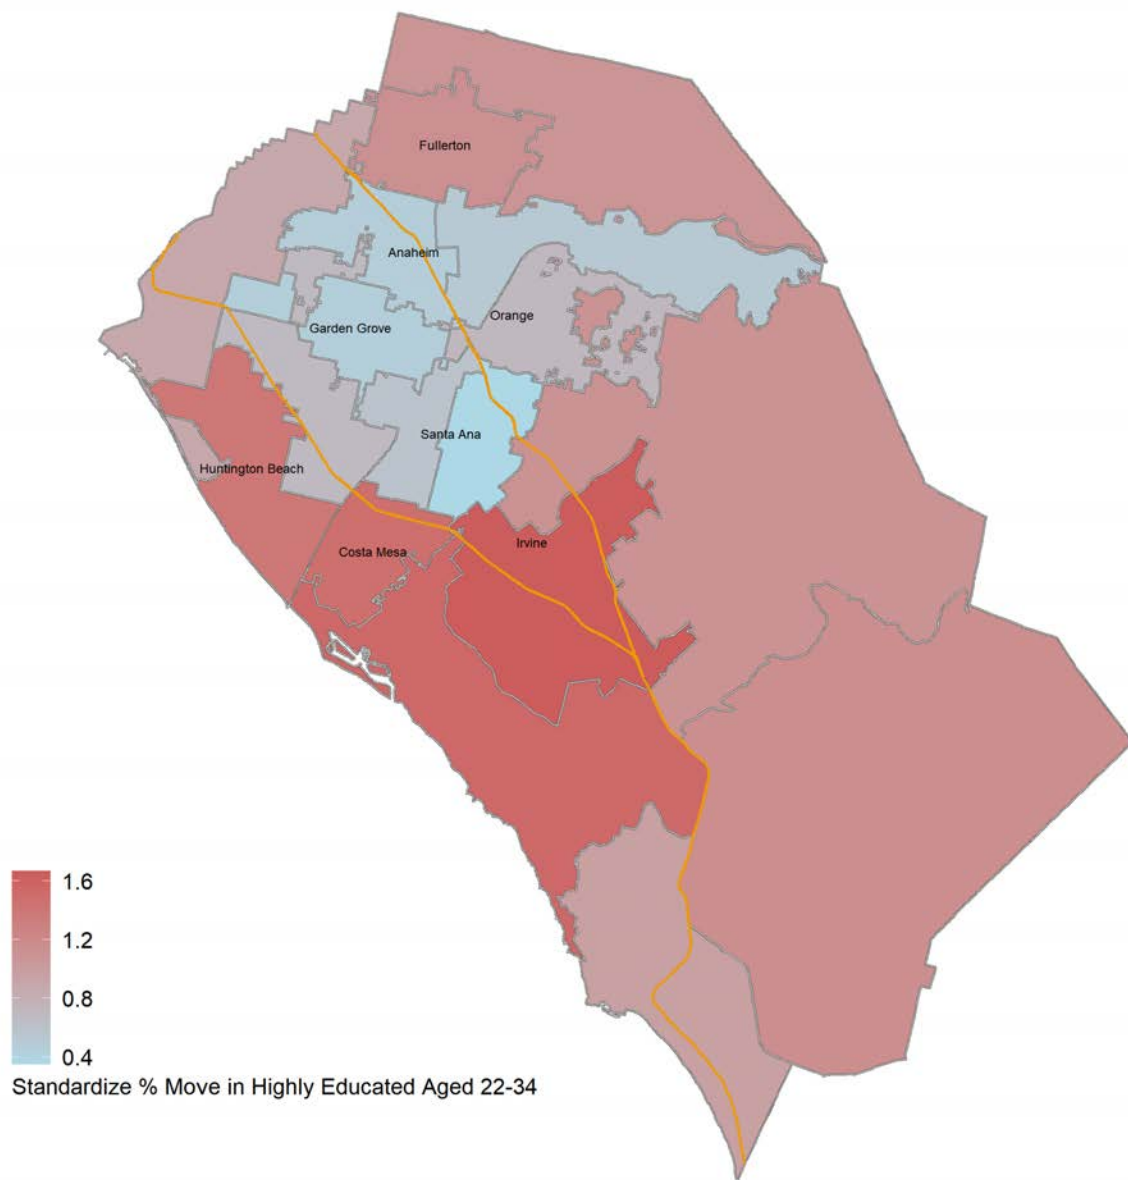 Fullerton
Anaheim
Orange
Garden Grove
Santa Ana
Huntington Beach
Irvine
Costa Mesa
1.6
1.2
0.8
0.4
Standardize % Move in Highly Educated Aged 22-34